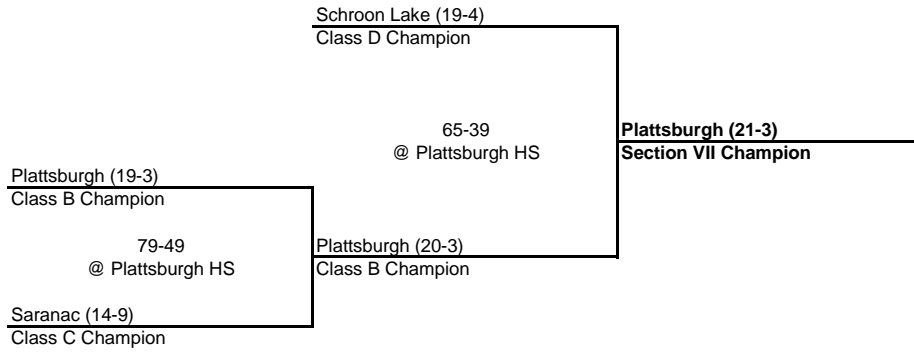 Schroon Lake (19-4)
Class D Champion
65-39
@ Plattsburgh HS
Plattsburgh (21-3)
Section VII Champion
Plattsburgh (19-3)
Class B Champion
79-49
@ Plattsburgh HS
Plattsburgh (20-3)
Class B Champion
Saranac (14-9)
Class C Champion